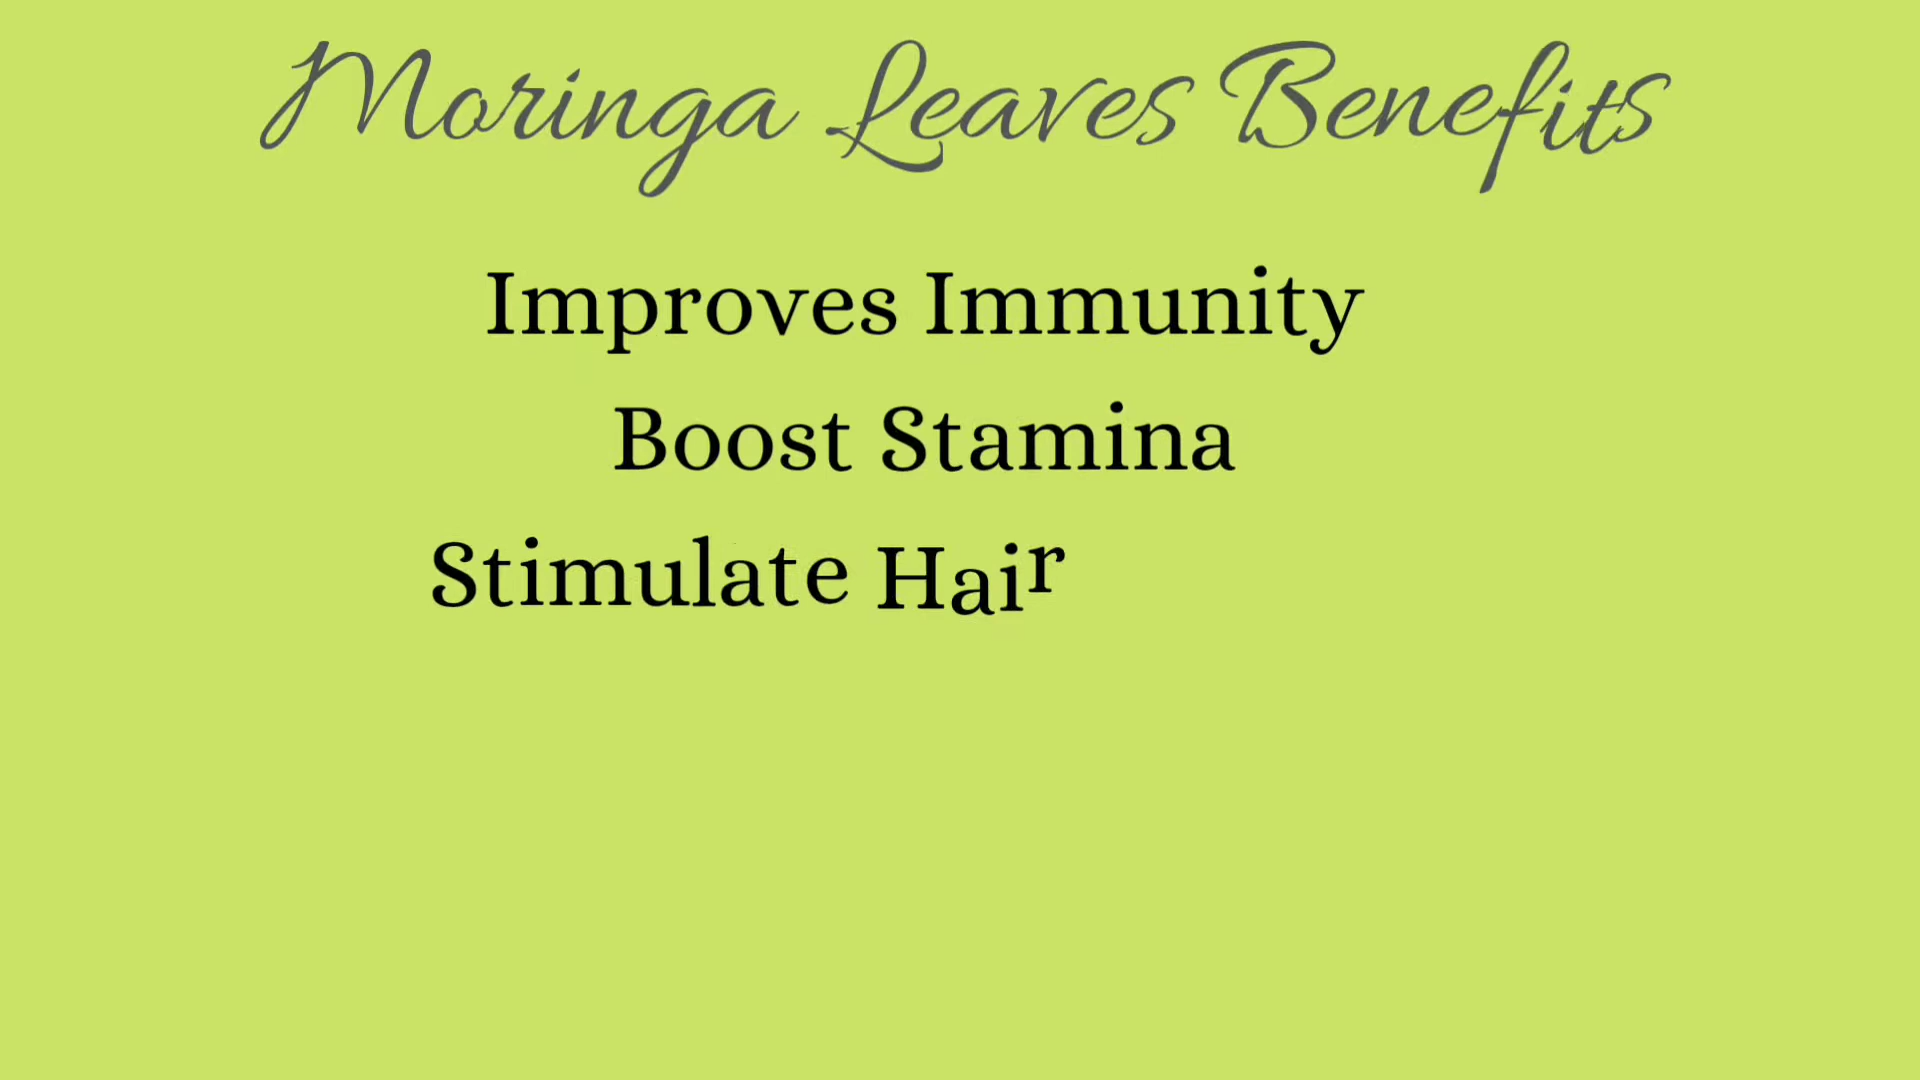 Moringa Leaves Benefits
Improves Immunity
Boost Stamina
Stimulate Hair